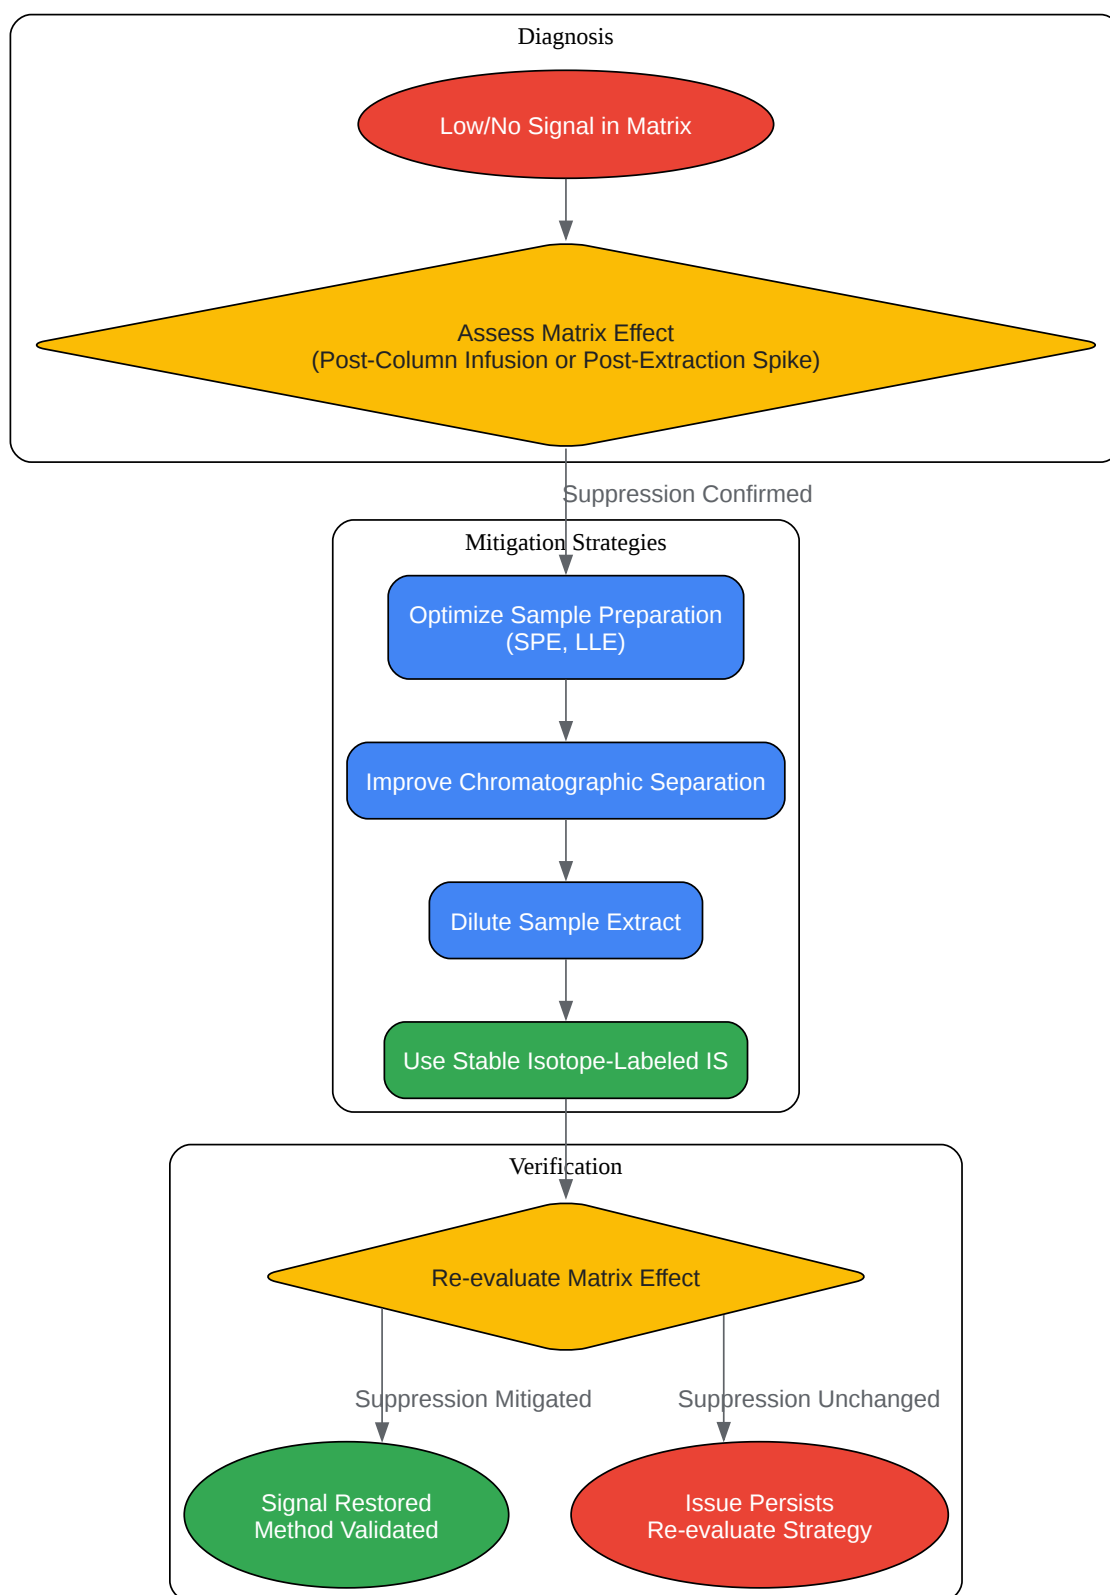 Diagnosis
Low/No Signal in Matrix
Assess Matrix Effect
(Post-Column Infusion or Post-Extraction Spike)
Suppression Confirmed
Mitigation Strategies
Optimize Sample Preparation
(SPE, LLE)
Improve Chromatographic Separation
Dilute Sample Extract
Use Stable Isotope-Labeled IS
Verification
Re-evaluate Matrix Effect
Suppression Mitigated
Suppression Unchanged
Signal Restored
Method Validated
Issue Persists
Re-evaluate Strategy